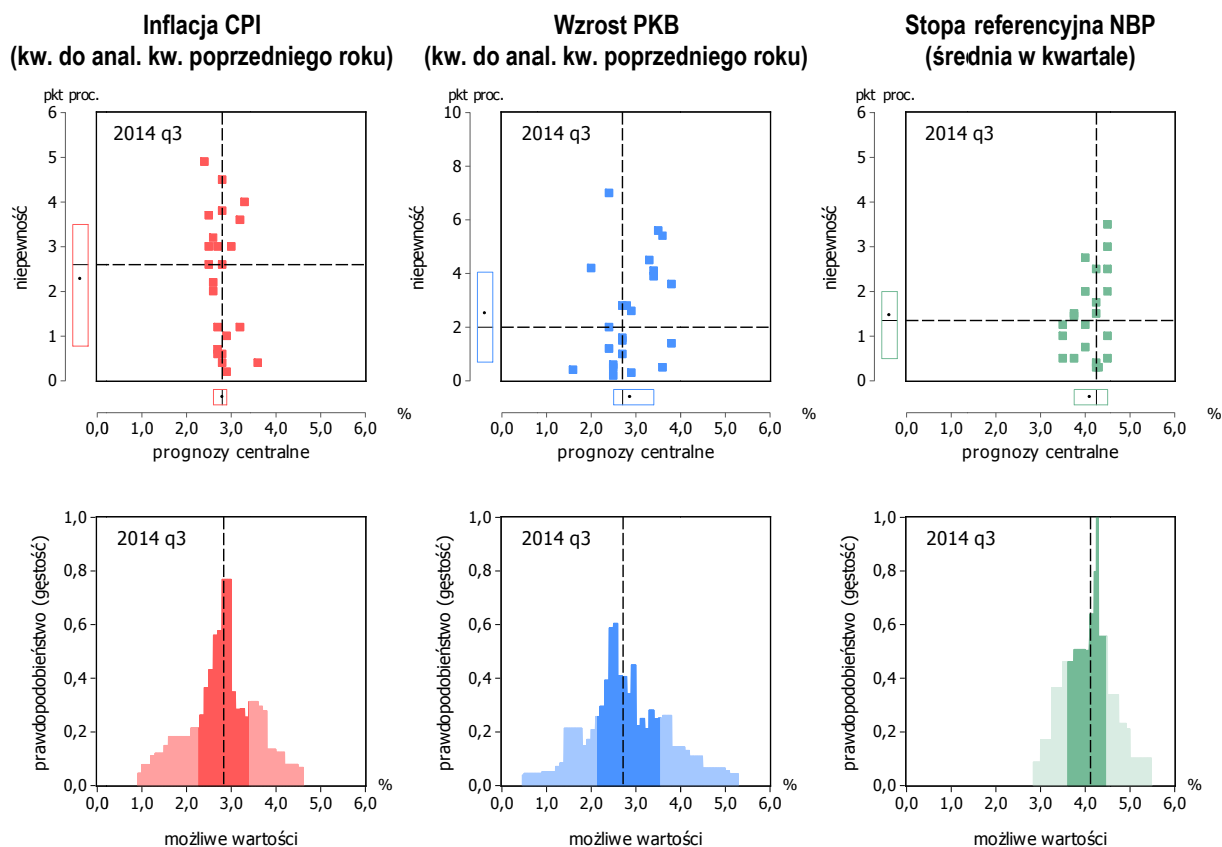 Inflacja CPI
(kw. do anal. kw. poprzedniego roku)
Wzrost PKB
(kw. do anal. kw. poprzedniego roku)
Stopa referencyjna NBP
(średnia w kwartale)
pkt proc.
6
5
4
3
2
1
0
niepewność
2014 q3
%
0,0 1,0 2,0 3,0 4,0 5,0 6,0
prognozy centralne
pkt proc.
10
8
6
4
2
0
niepewność
2014 q3
%
0,0 1,0 2,0 3,0 4,0 5,0 6,0
prognozy centralne
pkt proc.
6
5
4
3
2
1
0
niepewność
2014 q3
%
0,0 1,0 2,0 3,0 4,0 5,0 6,0
prognozy centralne
1,0
0,8
0,6
0,4
0,2
0,0
prawdopodobieństwo (gęstość)
2014 q3
%
0,0 1,0 2,0 3,0 4,0 5,0 6,0
możliwe wartości
1,0
0,8
0,6
0,4
0,2
0,0
prawdopodobieństwo (gęstość)
2014 q3
%
0,0 1,0 2,0 3,0 4,0 5,0 6,0
możliwe wartości
1,0
0,8
0,6
0,4
0,2
0,0
prawdopodobieństwo (gęstość)
2014 q3
%
0,0 1,0 2,0 3,0 4,0 5,0 6,0
możliwe wartości